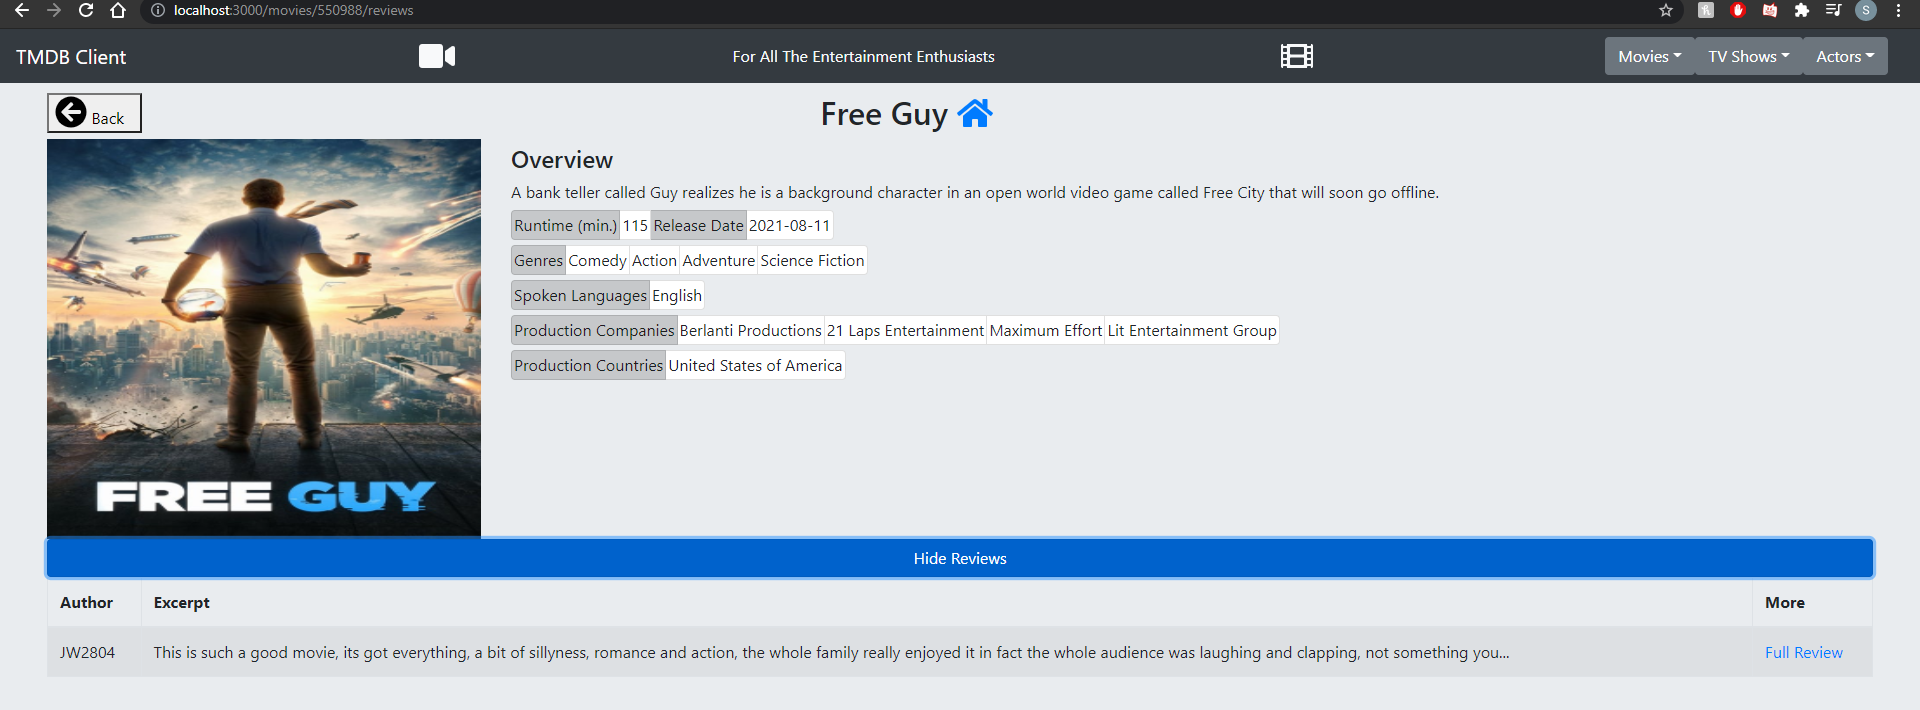 localhost:3000/movies/550988/reviews
S
TMDB Client
For All The Entertainment Enthusiasts
Movies
TV Shows
Actors
Back
Free Guy
Overview
A bank teller called Guy realizes he is a background character in an open world video game called Free City that will soon go offline.
Runtime (min.) 115 Release Date 2021-08-11
Genres Comedy Action Adventure Science Fiction
Spoken Languages English
Production Companies Berlanti Productions 21 Laps Entertainment Maximum Effort Lit Entertainment Group
Production Countries United States of America
FREE GUY
Hide Reviews
Author Excerpt More
JW2804 This is such a good movie, its got everything, a bit of sillyness, romance and action, the whole family really enjoyed it in fact the whole audience was laughing and clapping, not something you... Full Review